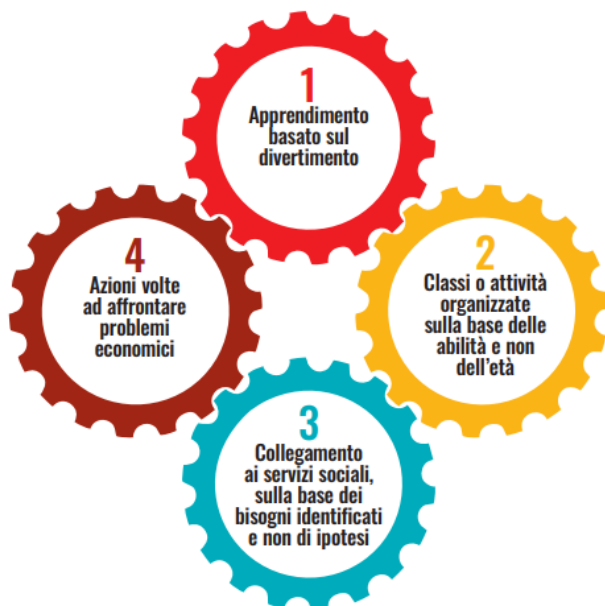 1
Apprendimento
basato sul
divertimento
2
Classi o attività
organizzate
sulla base delle
abilità e non
dell'età
3
Collegamento
ai servizi sociali,
sulla base dei
bisogni identificati
e non di ipotesi
4
Azioni volte
ad affrontare
problemi
economici